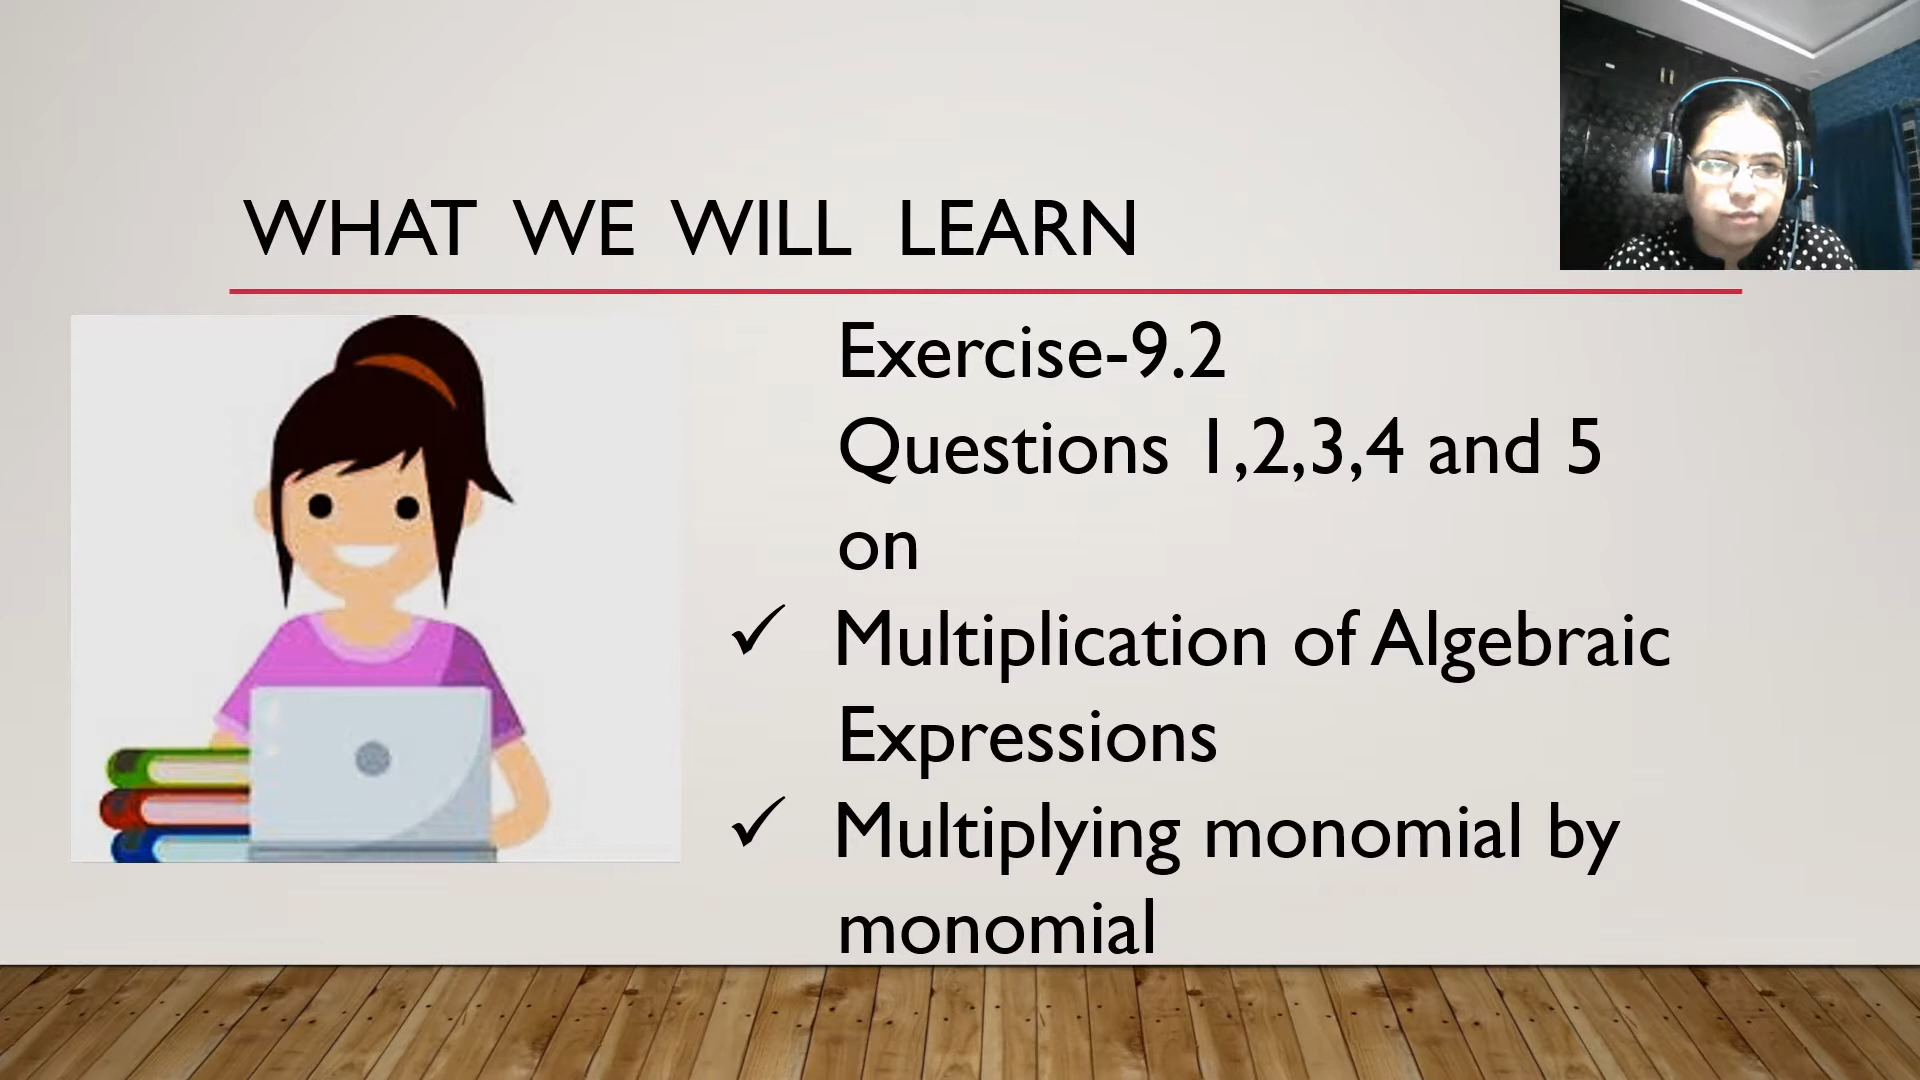 WHAT WE WILL LEARN
Exercise-9.2
Questions 1,2,3,4 and 5
on
✓ Multiplication of Algebraic
Expressions
✓ Multiplying monomial by
monomial